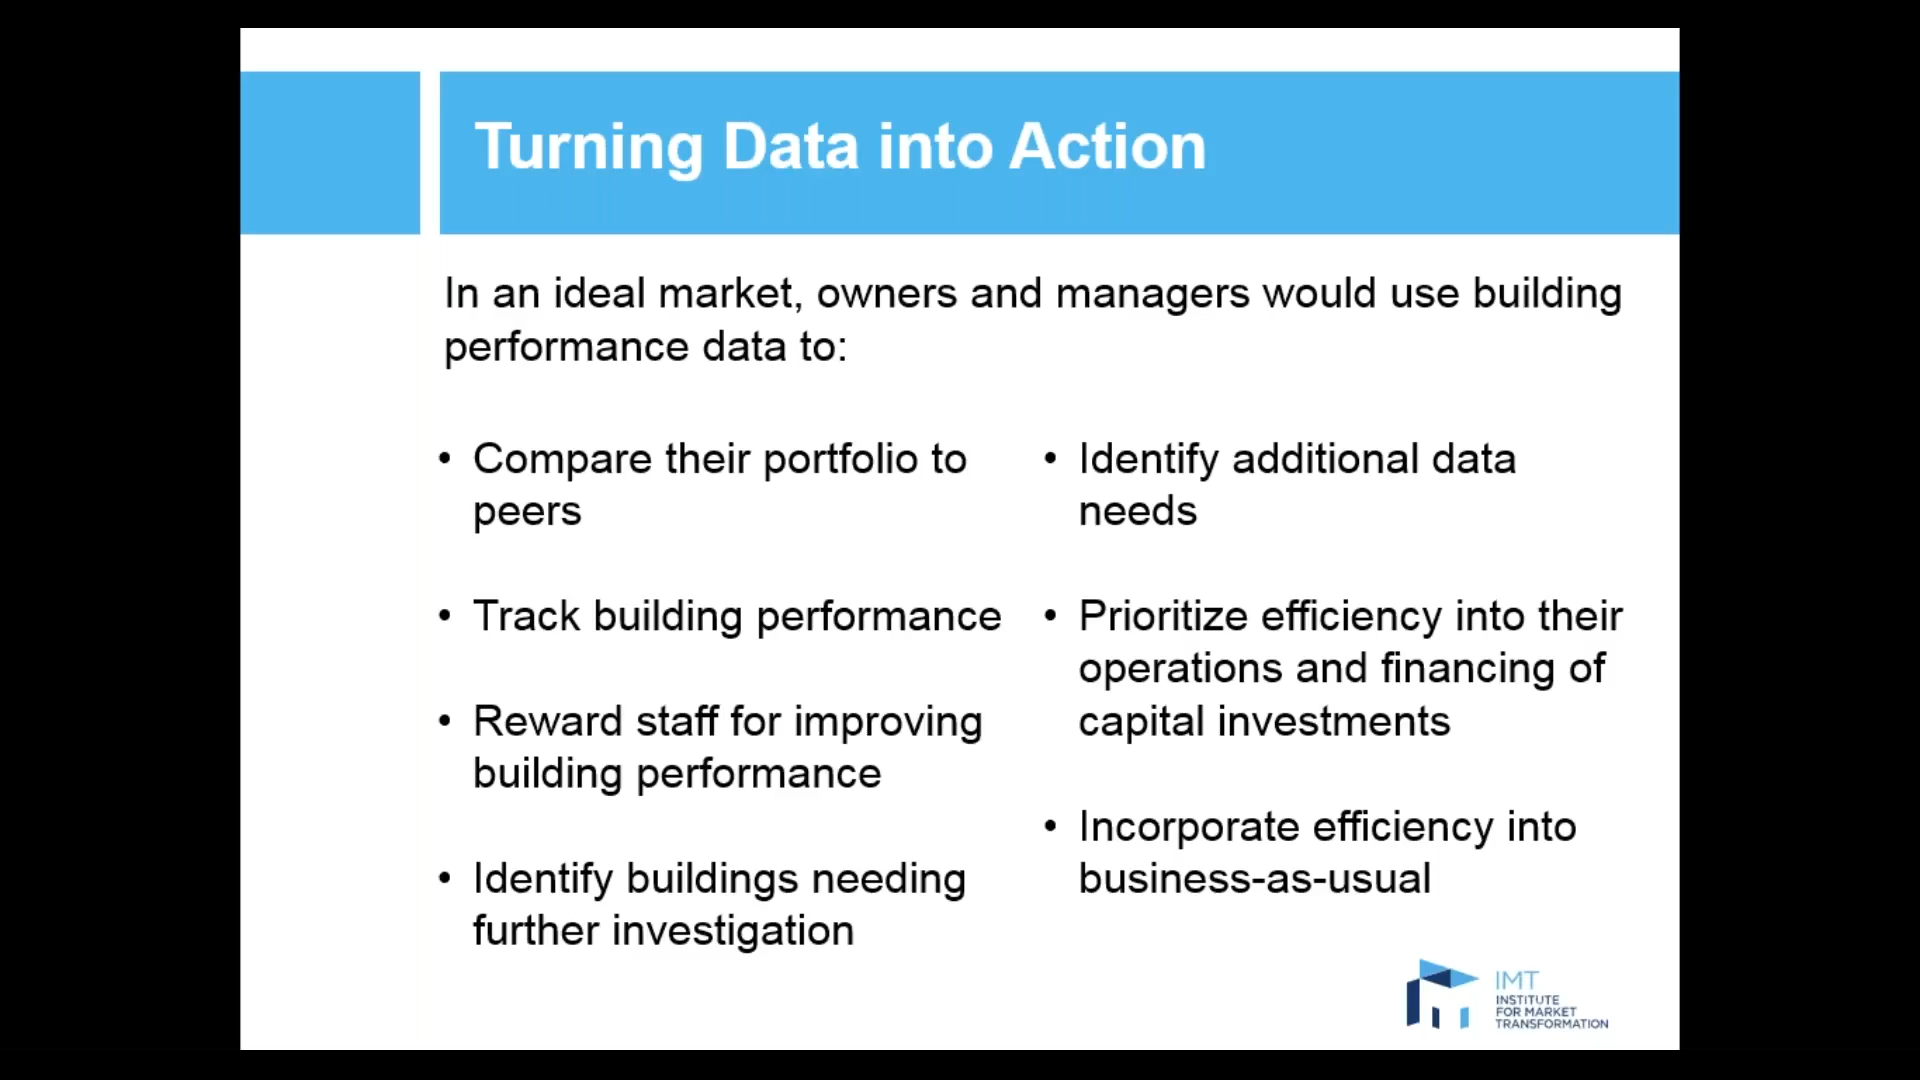 Turning Data into Action
In an ideal market, owners and managers would use building
performance data to:
• Compare their portfolio to
peers
• Track building performance
• Reward staff for improving
building performance
• Identify buildings needing
further investigation
• Identify additional data
needs
• Prioritize efficiency into their
operations and financing of
capital investments
• Incorporate efficiency into
business-as-usual
IMT
INSTITUTE
FOR MARKET
TRANSFORMATION